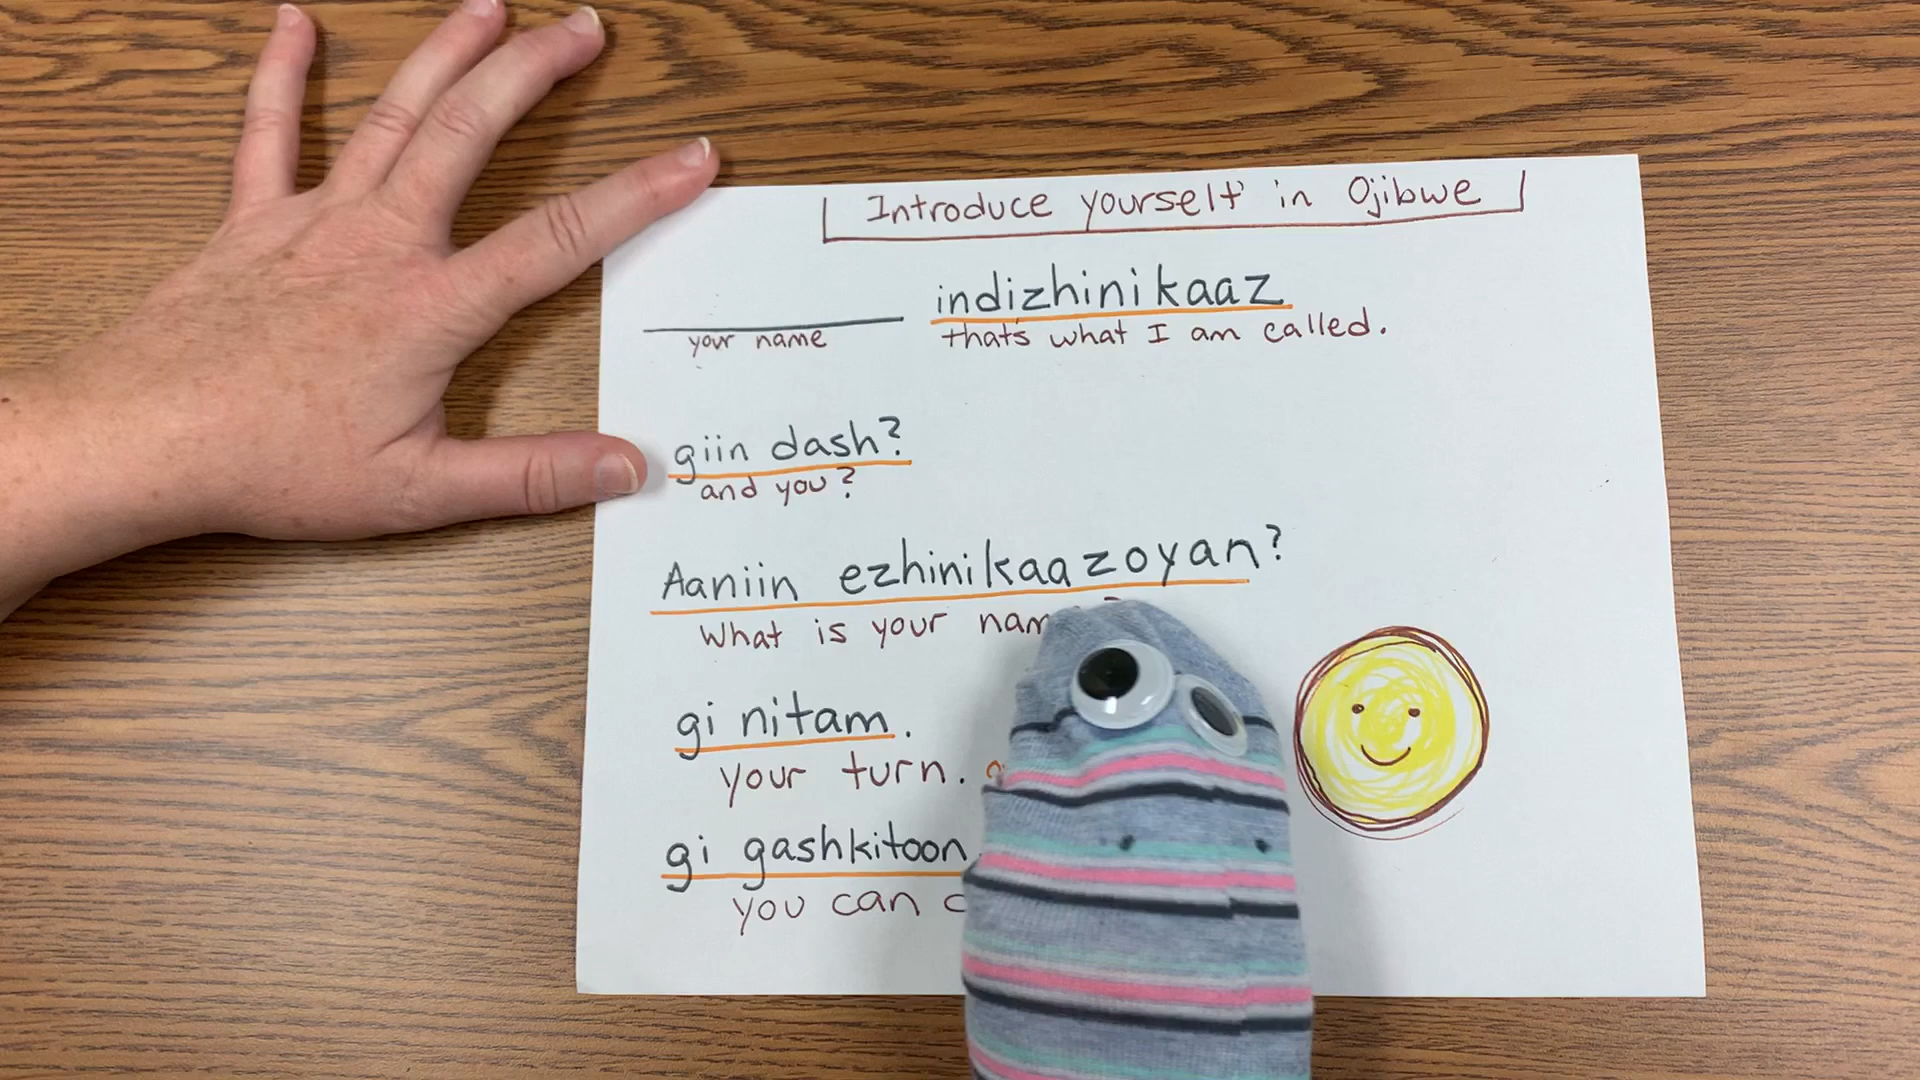 Introduce yourself in Ojibwe
indizhinikaaz
your name thats what I am called.
giin dash?
and you?
Aaniin ezhinikaazoyan?
What is your
gi nitam.
your turn.
gi gashkitoon
you can